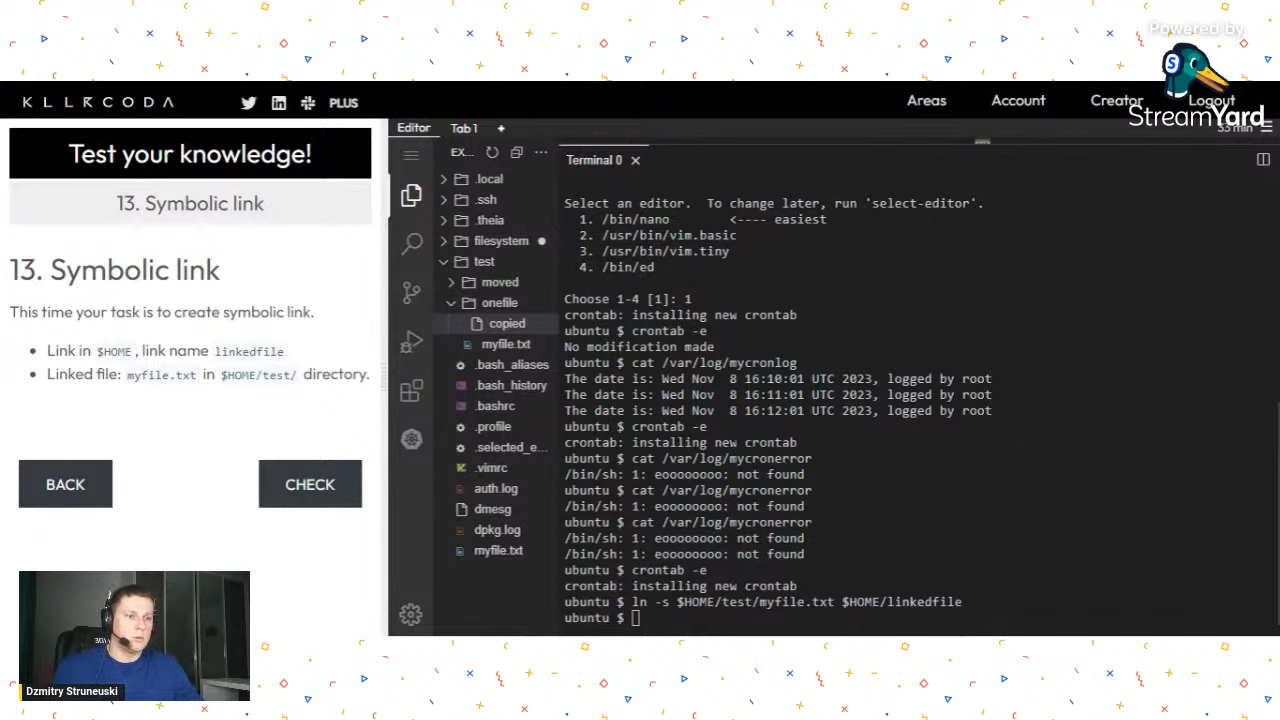 Powered by
StreamYard
KLLRCODA
PLUS
Areas
Account
Creator
Logout
53 min
Test your knowledge!
13. Symbolic link
13. Symbolic link
This time your task is to create symbolic link.
Link in $HOME , link name linkedfile
Linked file: myfile.txt in $HOME/test/ directory.
BACK
CHECK
Dzmitry Struneuski
Editor
Tab 1
EX...
.local
.ssh
.theia
filesystem
test
moved
onefile
copied
myfile.txt
.bash_aliases
.bash_history
.bashrc
.profile
.selected_e...
.vimrc
auth.log
dmesg
dpkg.log
myfile.txt
Terminal 0
Select an editor.  To change later, run 'select-editor'.
1. /bin/nano        <---- easiest
2. /usr/bin/vim.basic
3. /usr/bin/vim.tiny
4. /bin/ed
Choose 1-4 [1]: 1
crontab: installing new crontab
ubuntu $ crontab -e
No modification made
ubuntu $ cat /var/log/mycronlog
The date is: Wed Nov  8 16:10:01 UTC 2023, logged by root
The date is: Wed Nov  8 16:11:01 UTC 2023, logged by root
The date is: Wed Nov  8 16:12:01 UTC 2023, logged by root
ubuntu $ crontab -e
crontab: installing new crontab
ubuntu $ cat /var/log/mycronerror
/bin/sh: 1: eoooooooo: not found
ubuntu $ cat /var/log/mycronerror
/bin/sh: 1: eoooooooo: not found
ubuntu $ cat /var/log/mycronerror
/bin/sh: 1: eoooooooo: not found
/bin/sh: 1: eoooooooo: not found
ubuntu $ crontab -e
crontab: installing new crontab
ubuntu $ ln -s $HOME/test/myfile.txt $HOME/linkedfile
ubuntu $